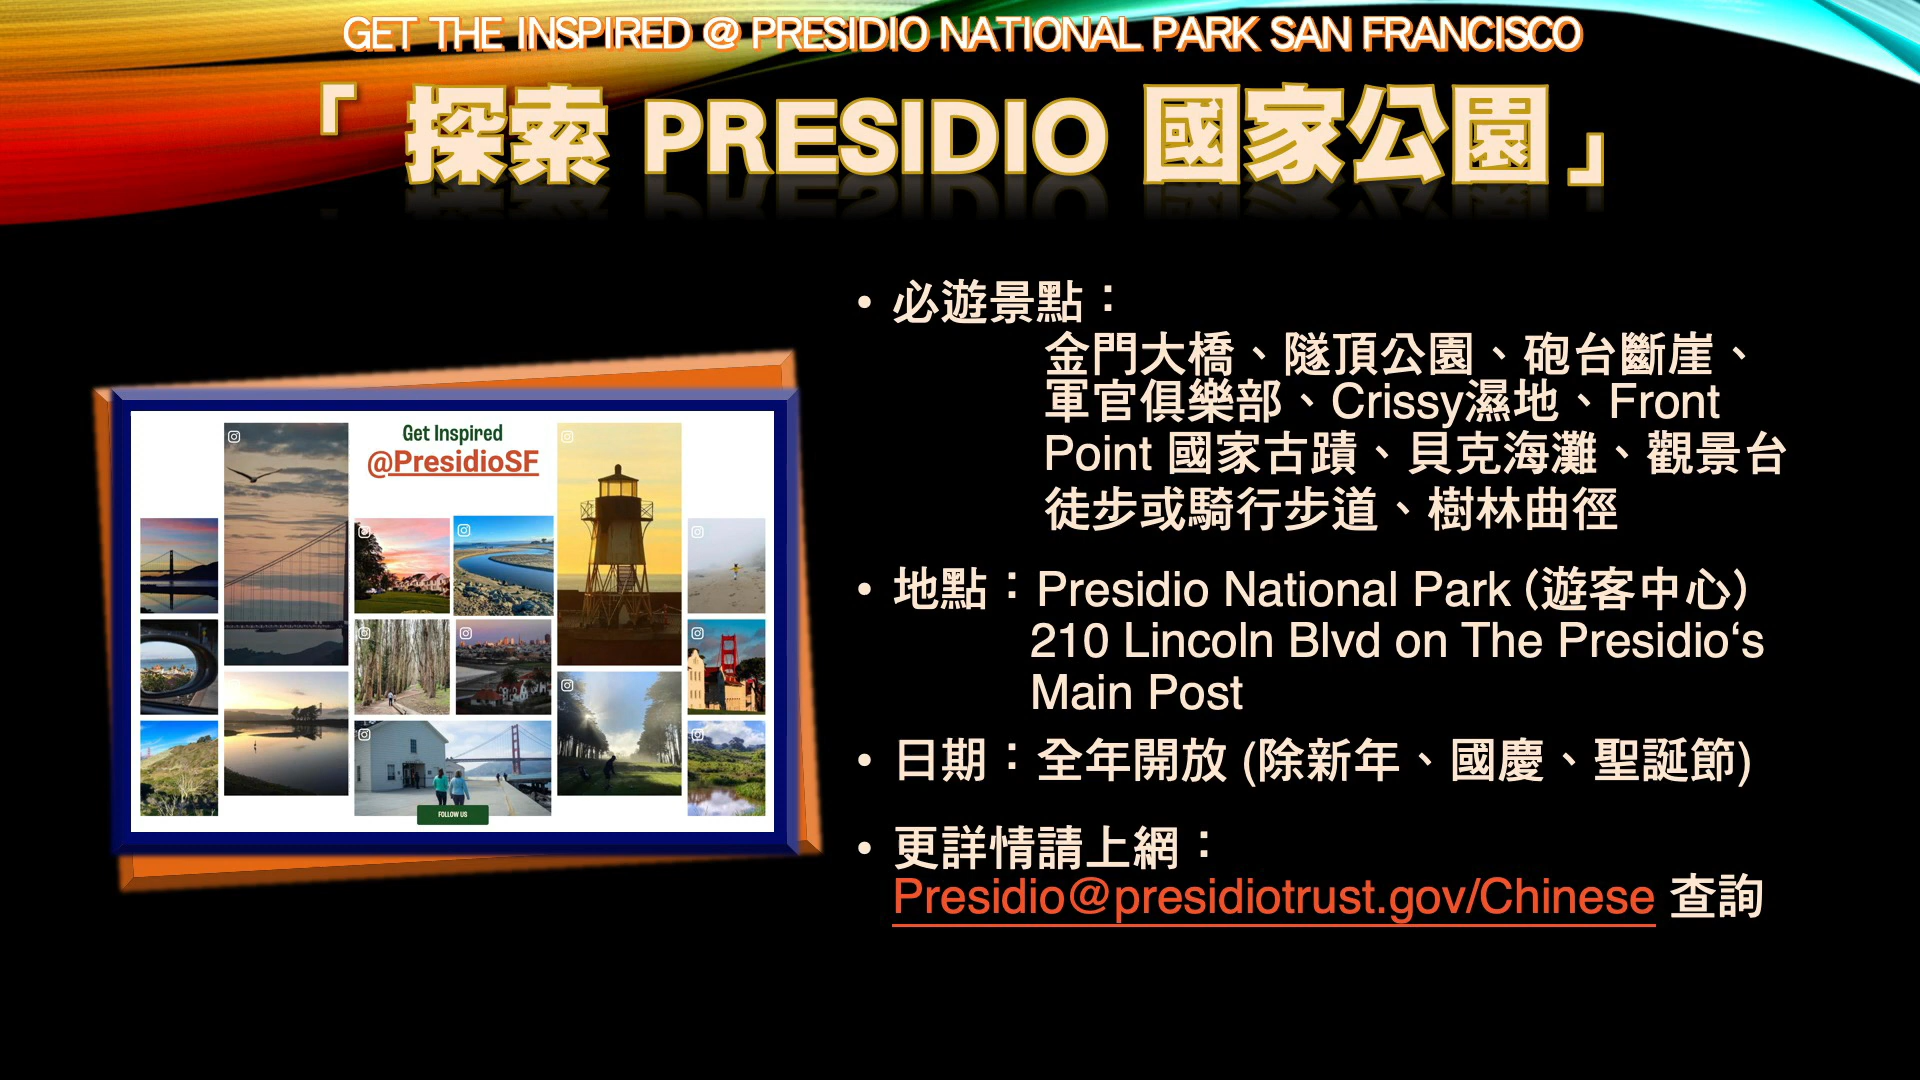 GET THE INSPIRED @ PRESIDIO NATIONAL PARK SAN FRANCISCO
「 探索 PRESIDIO 國家公園」
Get Inspired
@PresidioSF
FOLLOW US
• 必遊景點：
金門大橋、隧頂公園、砲台斷崖、
軍官俱樂部、Crissy濕地、Front
Point 國家古蹟、貝克海灘、觀景台
徒步或騎行步道、樹林曲徑
• 地點：Presidio National Park (遊客中心)
210 Lincoln Blvd on The Presidio‘s
Main Post
• 日期：全年開放 (除新年、國慶、聖誕節)
• 更詳情請上網：
Presidio@presidiotrust.gov/Chinese 查詢